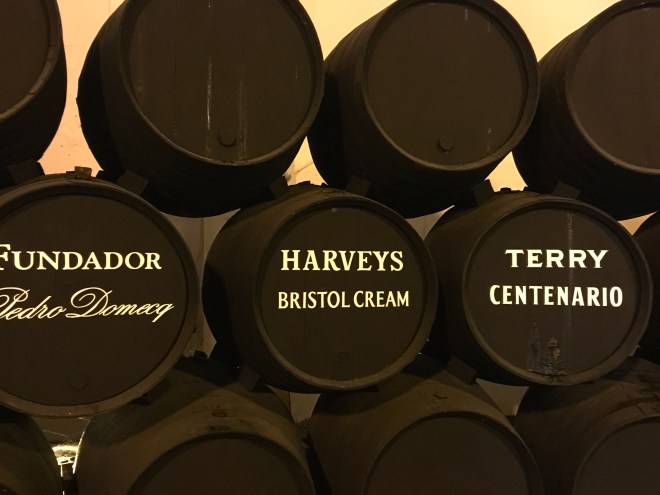 FUNDADOR
Pedro Domecq
HARVEYS
BRISTOL CREAM
TERRY
CENTENARIO